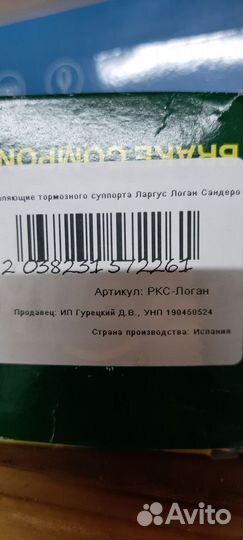 BRAKE COMPON
ляющие тормозного суппорта Ларгус Логан Сандеро
2 038231 572261
Артикул: РКС-Логан
Продавец: ИП Гурецкий Д.В., УНП 190450524
Страна производства: Испания
Avito